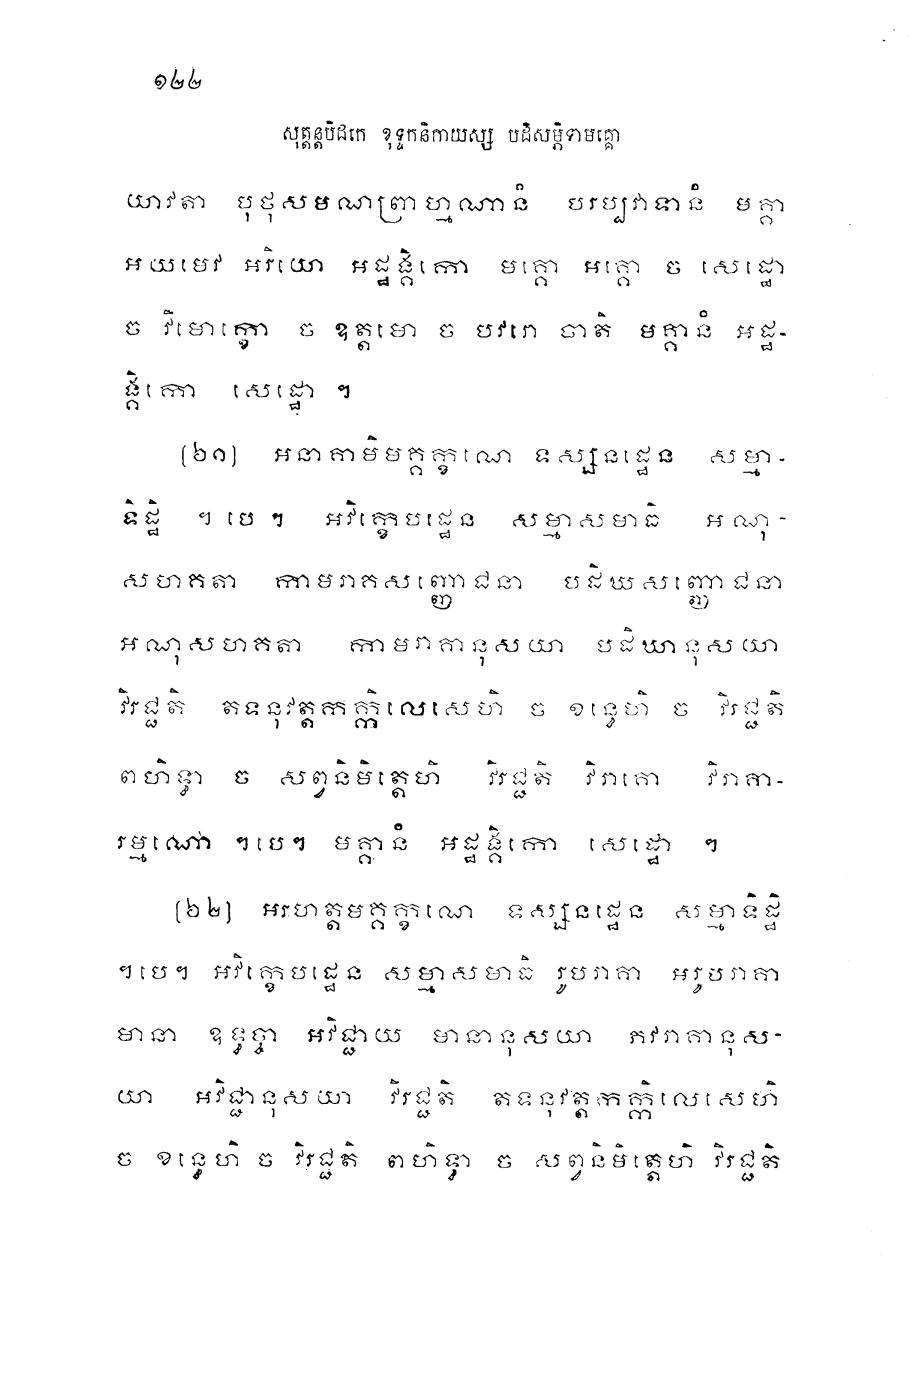 ១៤៤
សុត្តន្តបិដកេ ខុទ្ទកនិកាយស្ស បដិសម្ភិទាមគ្គោ
យាវតា បុថុសមណព្រាហ្មណានំ បរប្បវាទានំ មគ្គា
អយមេវ អរិយោ អដ្ឋង្គិកោ មគ្គោ អគ្គោ ច សេដ្ឋោ
ច វិមោក្ខោ ច ឧត្តមោ ច បវរោ ចាតិ មគ្គានំ អដ្ឋ-
ង្គិកោ សេដ្ឋោ ។
(៦១) អនាគាមិមគ្គក្ខណេ ទស្សនដ្ឋេន សម្មា-
ទិដ្ឋិ ។ បេ ។ អវិក្ខេបដ្ឋេន សម្មាសមាធិ អណុ-
សហគតា កាមរាគសញ្ញោជនា បដិឃសញ្ញោជនា
អណុសហគតា កាមរាគានុសយា បដិឃានុសយា
វិរជ្ជតិ តទនុវត្តកក្កិលេសេហិ ច ខន្ធេហិ ច វិរជ្ជតិ
ពហិទ្ធា ច សព្វនិមិត្តេហិ វិរជ្ជតិ វិរាគោ វិរាគា-
រម្មណោ ។បេ។ មគ្គានំ អដ្ឋង្គិកោ សេដ្ឋោ ។
(៦២) អរហត្តមគ្គក្ខណេ ទស្សនដ្ឋេន សម្មាទិដ្ឋិ
។បេ។ អវិក្ខេបដ្ឋេន សម្មាសមាធិ រូបរាគា អរូបរាគា
មានា ឧទ្ធច្ចា អវិជ្ជាយ មានានុសយា ភវរាគានុស-
យា អវិជ្ជានុសយា វិរជ្ជតិ តទនុវត្តកក្កិលេសេហិ
ច ខន្ធេហិ ច វិរជ្ជតិ ពហិទ្ធា ច សព្វនិមិត្តេហិ វិរជ្ជតិ